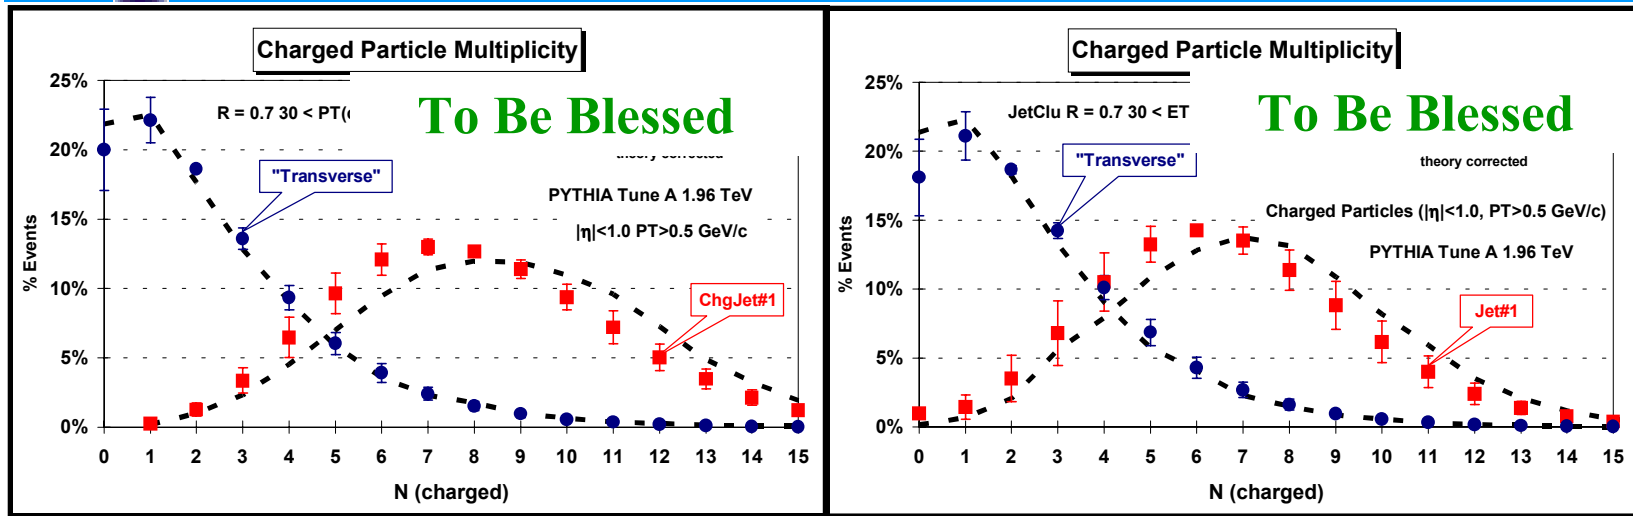 Charged Particle Multiplicity
To Be Blessed
R = 0.7 30 < PT(
theory corrected
"Transverse"
PYTHIA Tune A 1.96 TeV
|η|<1.0 PT>0.5 GeV/c
ChgJet#1
% Events
25%
20%
15%
10%
5%
0%
0 1 2 3 4 5 6 7 8 9 10 11 12 13 14 15
N (charged)
Charged Particle Multiplicity
To Be Blessed
JetClu R = 0.7 30 < ET
theory corrected
"Transverse"
Charged Particles (|η|<1.0, PT>0.5 GeV/c)
PYTHIA Tune A 1.96 TeV
Jet#1
% Events
25%
20%
15%
10%
5%
0%
0 1 2 3 4 5 6 7 8 9 10 11 12 13 14 15
N (charged)